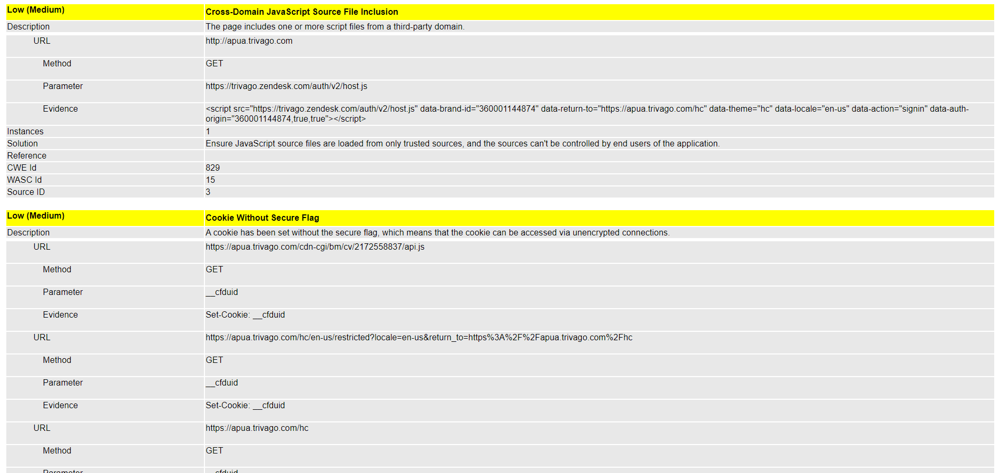 Low (Medium) Cross-Domain JavaScript Source File Inclusion
Description The page includes one or more script files from a third-party domain.
URL http://apua.trivago.com
Method GET
Parameter https://trivago.zendesk.com/auth/v2/host.js
Evidence <script src="https://trivago.zendesk.com/auth/v2/host.js" data-brand-id="360001144874" data-return-to="https://apua.trivago.com/hc" data-theme="hc" data-locale="en-us" data-action="signin" data-auth-
origin="360001144874,true,true"></script>
Instances 1
Solution Ensure JavaScript source files are loaded from only trusted sources, and the sources can't be controlled by end users of the application.
Reference
CWE Id 829
WASC Id 15
Source ID 3
Low (Medium) Cookie Without Secure Flag
Description A cookie has been set without the secure flag, which means that the cookie can be accessed via unencrypted connections.
URL https://apua.trivago.com/cdn-cgi/bm/cv/2172558837/api.js
Method GET
Parameter __cfduid
Evidence Set-Cookie: __cfduid
URL https://apua.trivago.com/hc/en-us/restricted?locale=en-us&return_to=https%3A%2F%2Fapua.trivago.com%2Fhc
Method GET
Parameter __cfduid
Evidence Set-Cookie: __cfduid
URL https://apua.trivago.com/hc
Method GET
Parameter __cfduid